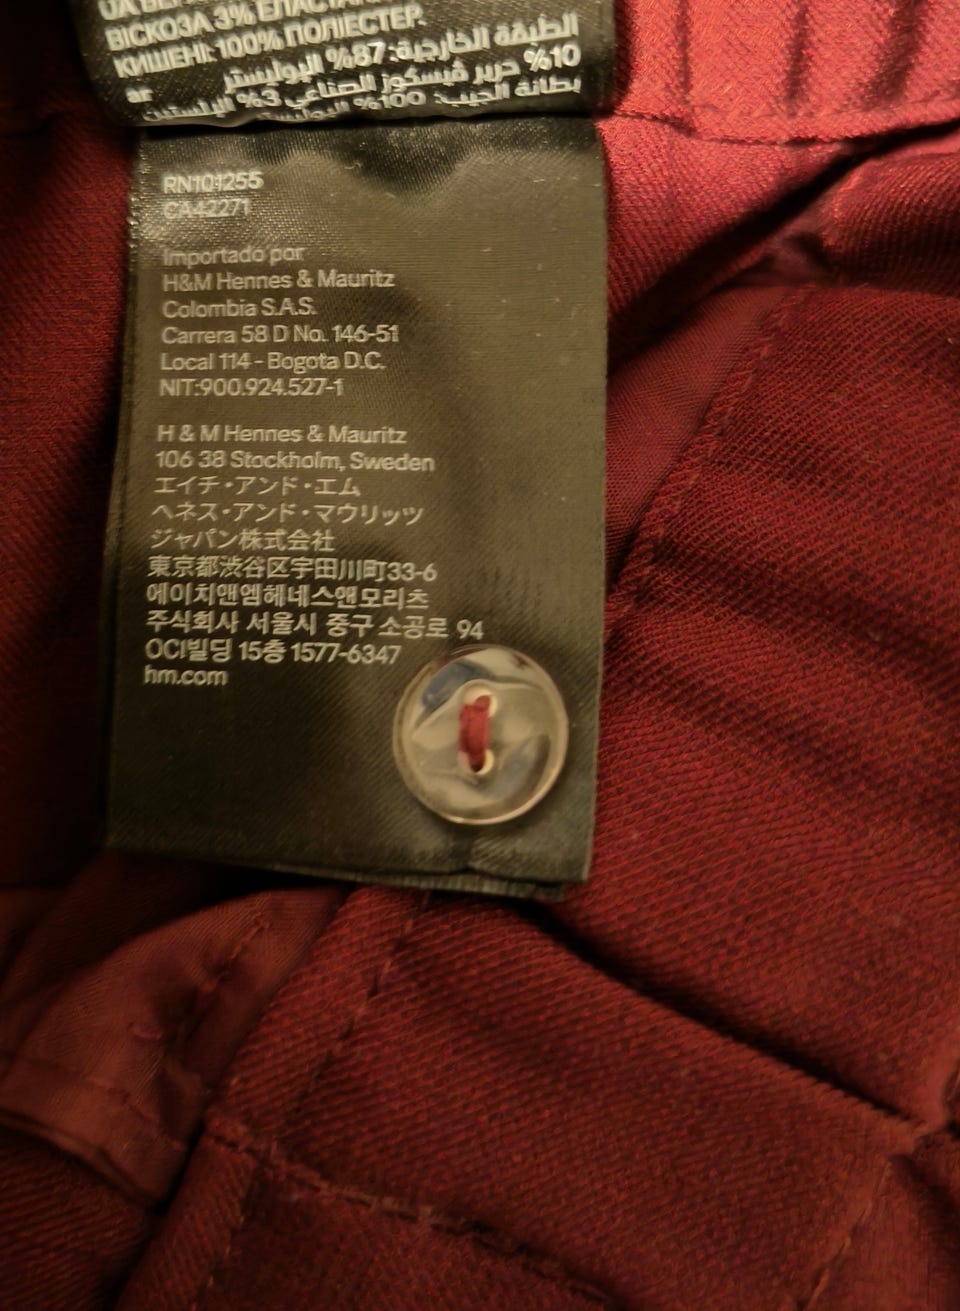 ВІСКОЗА 3% ЕЛАСТАН
КИШЕНІ: 100% ПОЛІЕСТЕР.
الطبقة الخارجية: 87% البوليستر
10% حرير ڤيسكوز الصناعي 3%
ar
بطانة الجيب: 100%
RN101255
CA42271
Importado por
H&M Hennes & Mauritz
Colombia S.A.S.
Carrera 58 D No. 146-51
Local 114 - Bogota D.C.
NIT:900.924.527-1
H & M Hennes & Mauritz
106 38 Stockholm, Sweden
エイチ・アンド・エム
ヘネス・アンド・マウリッツ
ジャパン株式会社
東京都渋谷区宇田川町33-6
에이치앤엠헤네스앤모리츠
주식회사 서울시 중구 소공로 94
OCI빌딩 15층 1577-6347
hm.com